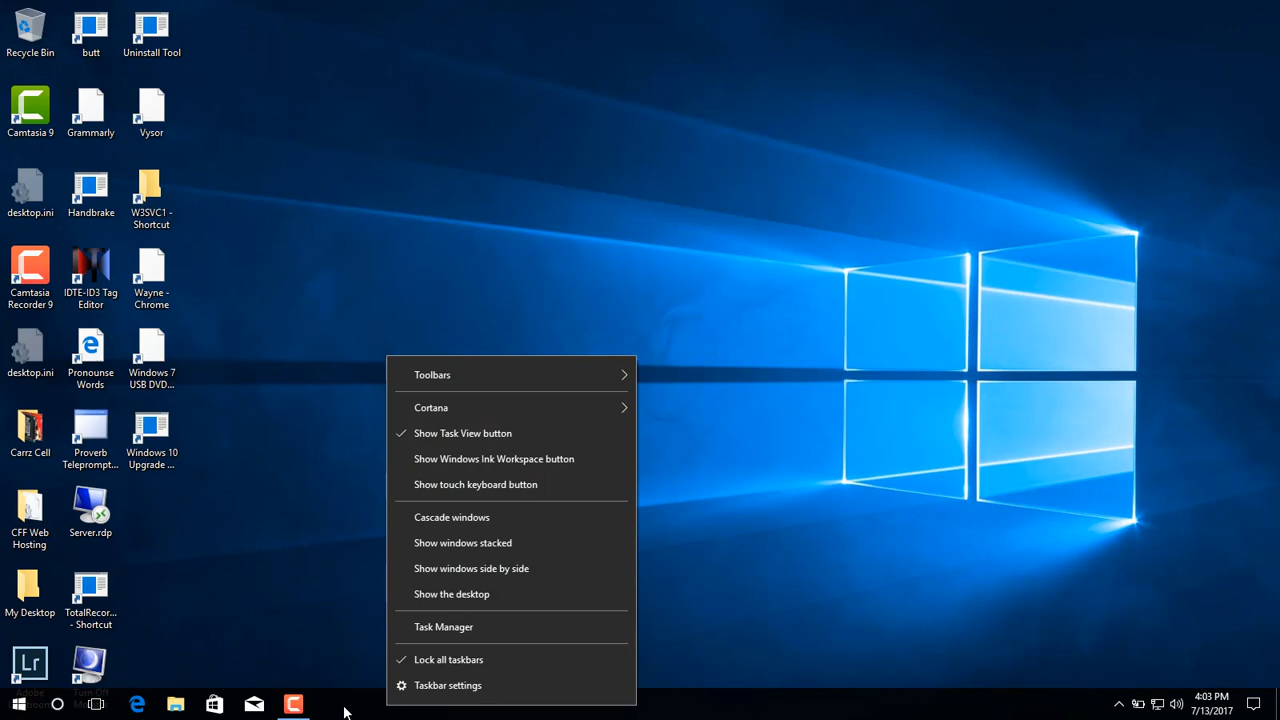 Recycle Bin
butt
Uninstall Tool
Camtasia 9
Grammarly
Vysor
desktop.ini
Handbrake
W3SVC1 -
Shortcut
Camtasia
Recorder 9
IDTE-ID3 Tag
Editor
Wayne -
Chrome
desktop.ini
Pronounse
Words
Windows 7
USB DVD...
Carrz Cell
Proverb
Teleprompt...
Windows 10
Upgrade ...
CFF Web
Hosting
Server.rdp
My Desktop
TotalRecor...
- Shortcut
Lr
Adobe
Turn Off
Toolbars
Cortana
Show Task View button
Show Windows Ink Workspace button
Show touch keyboard button
Cascade windows
Show windows stacked
Show windows side by side
Show the desktop
Task Manager
Lock all taskbars
Taskbar settings
4:03 PM
7/13/2017